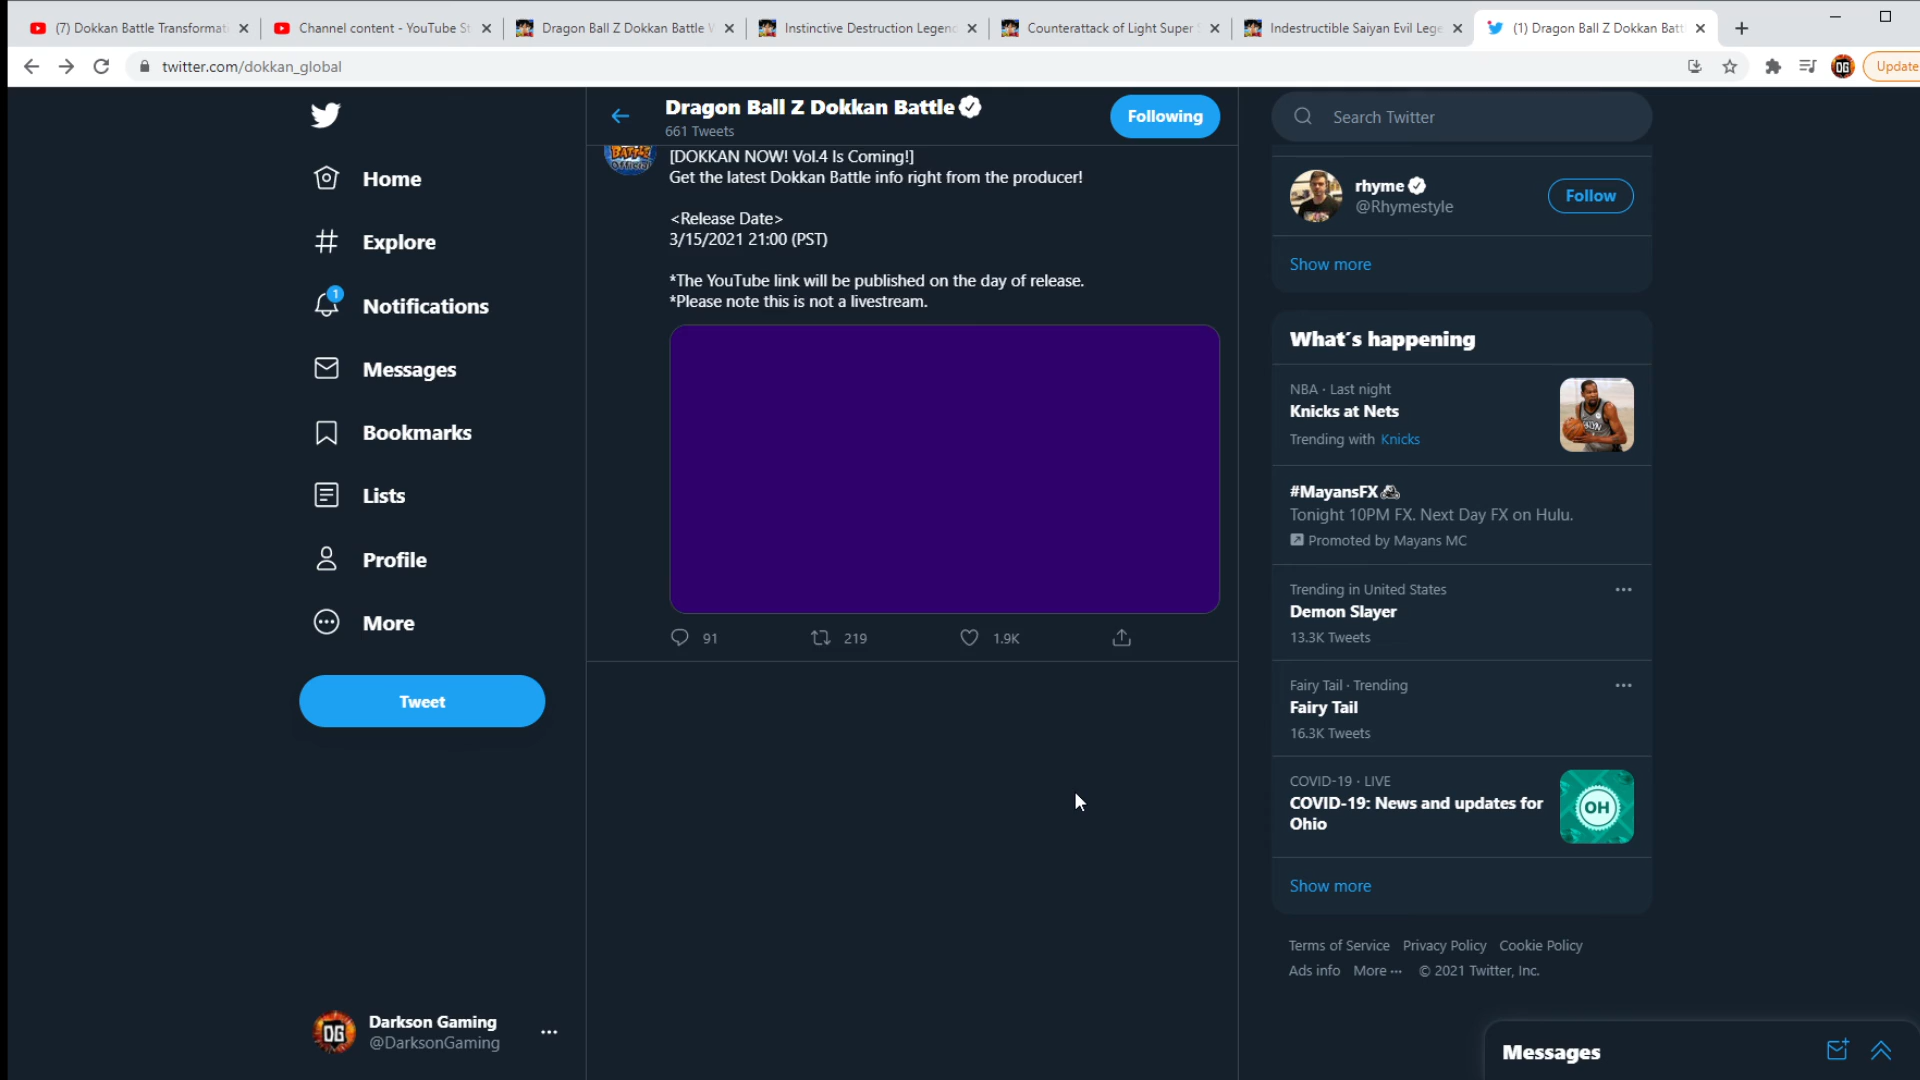 (7) Dokkan Battle Transformati
Channel content - YouTube St
Dragon Ball Z Dokkan Battle W
Instinctive Destruction Legend
Counterattack of Light Super S
Indestructible Saiyan Evil Lege
(1) Dragon Ball Z Dokkan Batt
twitter.com/dokkan_global
DG
Update
Home
Explore
1
Notifications
Messages
Bookmarks
Lists
Profile
More
Tweet
DG
Darkson Gaming
@DarksonGaming
Dragon Ball Z Dokkan Battle
661 Tweets
Following
BATTLE
Official
[DOKKAN NOW! Vol.4 Is Coming!]
Get the latest Dokkan Battle info right from the producer!
<Release Date>
3/15/2021 21:00 (PST)
*The YouTube link will be published on the day of release.
*Please note this is not a livestream.
91
219
1.9K
Search Twitter
rhyme
@Rhymestyle
Follow
Show more
What's happening
NBA · Last night
Knicks at Nets
Trending with Knicks
#MayansFX
Tonight 10PM FX. Next Day FX on Hulu.
Promoted by Mayans MC
Trending in United States
Demon Slayer
13.3K Tweets
Fairy Tail · Trending
Fairy Tail
16.3K Tweets
COVID-19 · LIVE
COVID-19: News and updates for
Ohio
OH
Show more
Terms of Service Privacy Policy Cookie Policy
Ads info More ··· © 2021 Twitter, Inc.
Messages